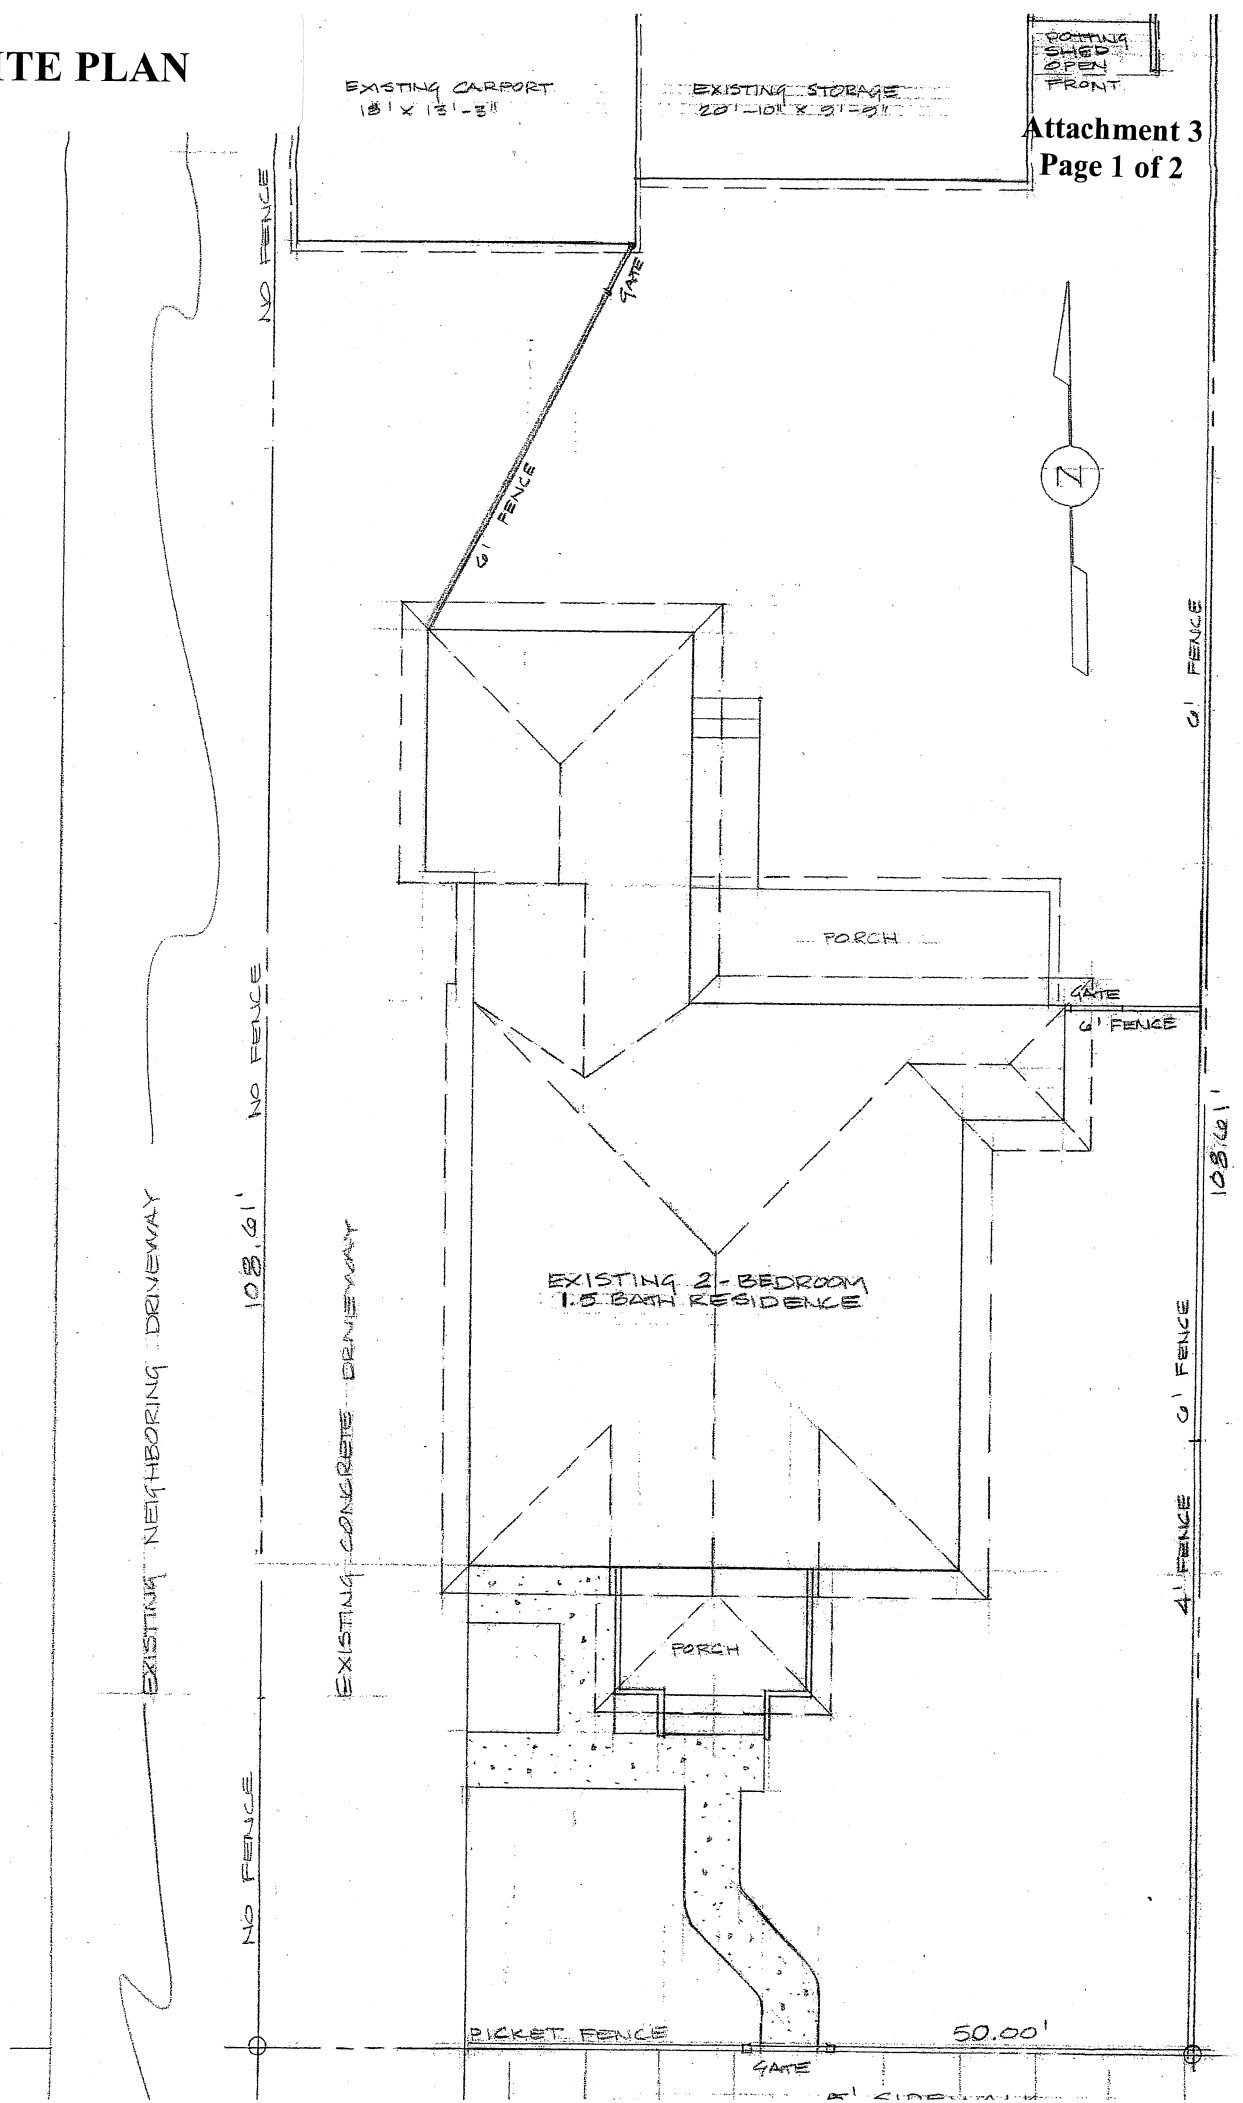 ITE PLAN
EXISTING CARPORT
18' X 13'-3"
EXISTING STORAGE
20'-10" X 9'-9"
POTTING
SHED
OPEN
FRONT
Attachment 3
Page 1 of 2
NO FENCE
GATE
6' FENCE
N
6' FENCE
PORCH
GATE
6' FENCE
NO FENCE
108.61'
108.61'
EXISTING NEIGHBORING DRIVEWAY
EXISTING CONCRETE DRIVEWAY
EXISTING 2-BEDROOM
1.5 BATH RESIDENCE
6' FENCE
4' FENCE
PORCH
NO FENCE
PICKET FENCE
50.00'
GATE
5' SIDEWALK